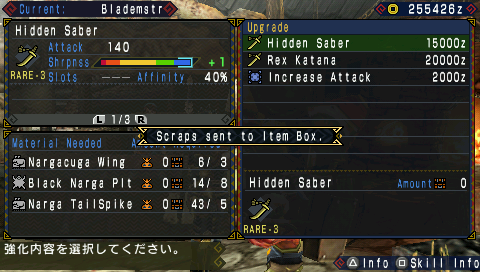 Current: Blademstr
255426z
Hidden Saber
Attack 140
Shrpness +1
Slots --- Affinity 40%
RARE-3
L 1/3 R
Upgrade
Hidden Saber 15000z
Rex Katana 20000z
Increase Attack 2000z
Scraps sent to Item Box.
Material Needed
Nargacuga Wing 0 6/ 3
Black Narga Plt 0 14/ 8
Narga TailSpike 0 43/ 5
Hidden Saber Amount 0
RARE-3
強化内容を選択してください。
△ Info □ Skill Info